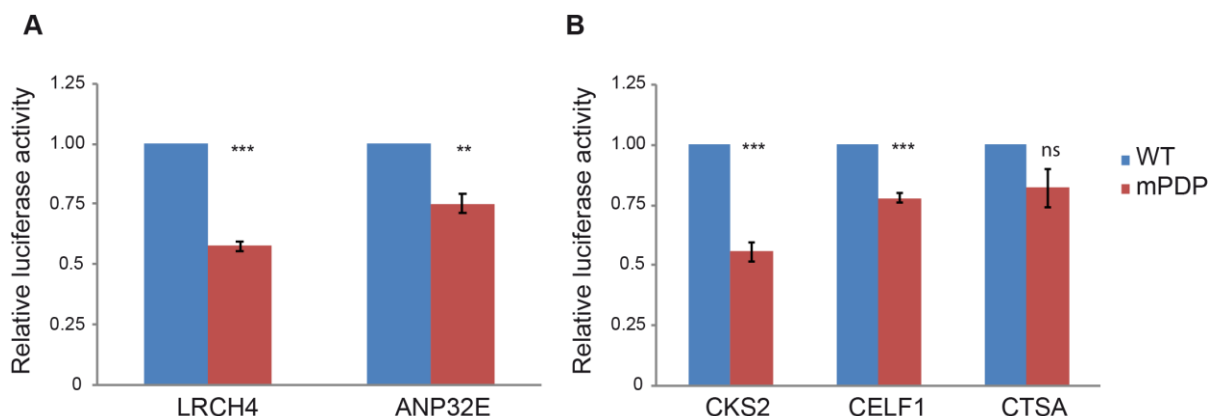 A
Relative luciferase activity
1.25
1.00
0.75
0.5
0.25
0
***
**
LRCH4
ANP32E
B
Relative luciferase activity
1.25
1.00
0.75
0.5
0.25
0
***
***
ns
CKS2
CELF1
CTSA
WT
mPDP